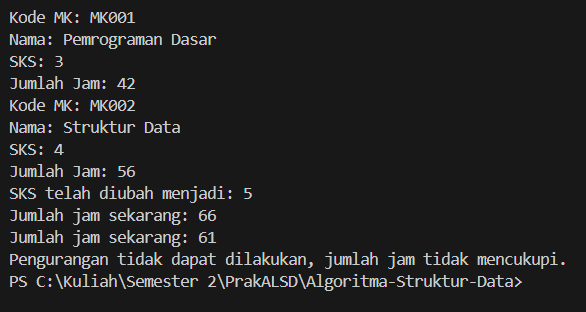 Kode MK: MK001
Nama: Pemrograman Dasar
SKS: 3
Jumlah Jam: 42
Kode MK: MK002
Nama: Struktur Data
SKS: 4
Jumlah Jam: 56
SKS telah diubah menjadi: 5
Jumlah jam sekarang: 66
Jumlah jam sekarang: 61
Pengurangan tidak dapat dilakukan, jumlah jam tidak mencukupi.
PS C:\Kuliah\Semester 2\PrakALSD\Algoritma-Struktur-Data>